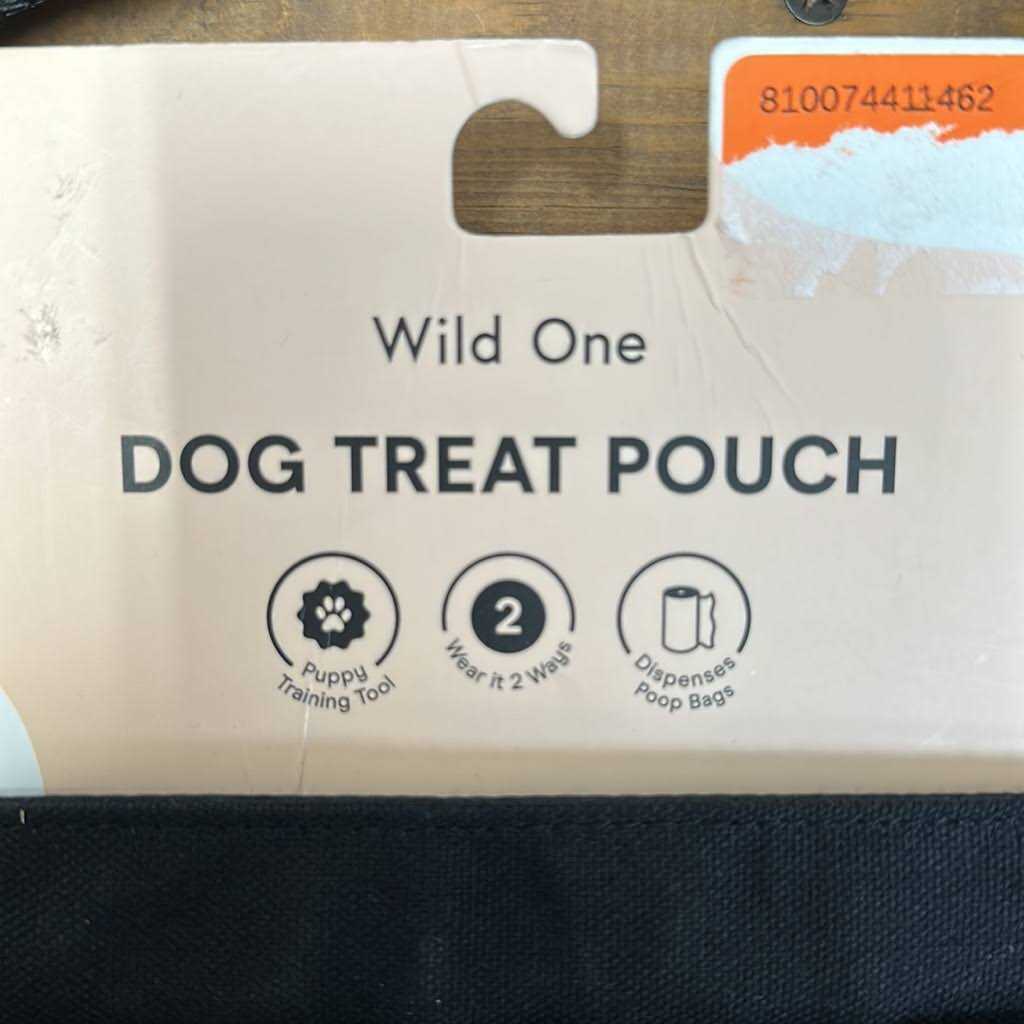 810074411462
Wild One
DOG TREAT POUCH
Puppy
Training Tool
2
Wear it 2 Ways
Dispenses
Poop Bags